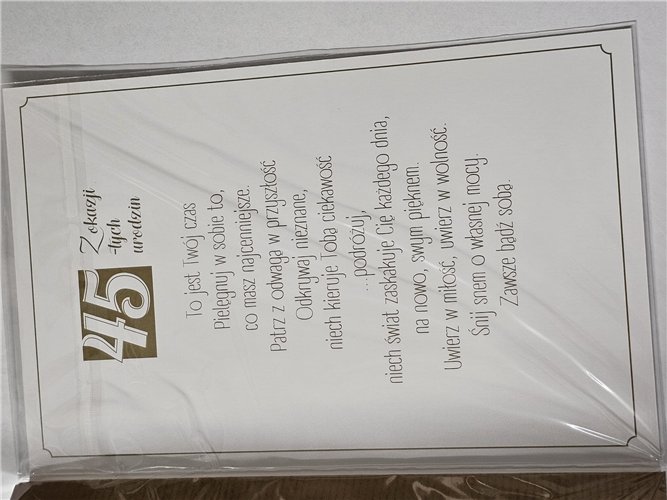 45
Z okazji
-tych
urodzin
To jest Twój czas
Pielęgnuj w sobie to,
co masz najcenniejsze.
Patrz z odwagą w przyszłość
Odkrywaj nieznane,
niech kieruje Tobą ciekawość
...podróżuj,
niech świat zaskakuje Cię każdego dnia,
na nowo, swym pięknem.
Uwierz w miłość, uwierz w wolność.
Śnij snem o własnej mocy.
Zawsze bądź sobą.